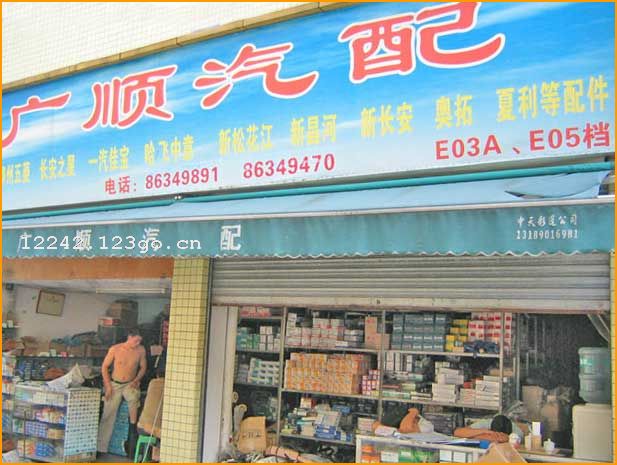 广顺汽配
州五菱 长安之星 一汽佳宝 哈飞中意 新松花江 新昌河 新长安 奥拓 夏利等配件
电话：86349891 86349470 E03A、E05档
广顺汽配
中天彩逵公司
13189016981
12242.123go.cn